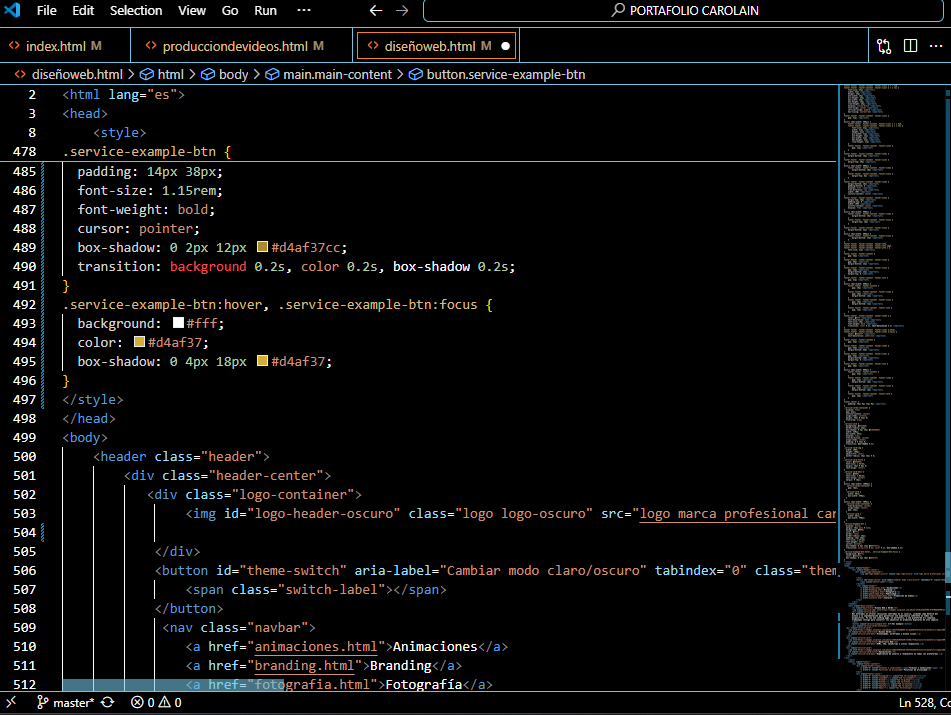 File Edit Selection View Go Run ··· ← → PORTAFOLIO CAROLAIN
<> index.html M <> producciondevideos.html M <> diseñoweb.html M ● ···
<> diseñoweb.html > html > body > main.main-content > button.service-example-btn
2 <html lang="es">
3 <head>
8 <style>
478 .service-example-btn {
485 padding: 14px 38px;
486 font-size: 1.15rem;
487 font-weight: bold;
488 cursor: pointer;
489 box-shadow: 0 2px 12px #d4af37cc;
490 transition: background 0.2s, color 0.2s, box-shadow 0.2s;
491 }
492 .service-example-btn:hover, .service-example-btn:focus {
493 background: #fff;
494 color: #d4af37;
495 box-shadow: 0 4px 18px #d4af37;
496 }
497 </style>
498 </head>
499 <body>
500 <header class="header">
501 <div class="header-center">
502 <div class="logo-container">
503 <img id="logo-header-oscuro" class="logo logo-oscuro" src="logo marca profesional car
504
505 </div>
506 <button id="theme-switch" aria-label="Cambiar modo claro/oscuro" tabindex="0" class="them
507 <span class="switch-label"></span>
508 </button>
509 <nav class="navbar">
510 <a href="animaciones.html">Animaciones</a>
511 <a href="branding.html">Branding</a>
512 <a href="fotografia.html">Fotografía</a>
master* 0 0 Ln 528, Co